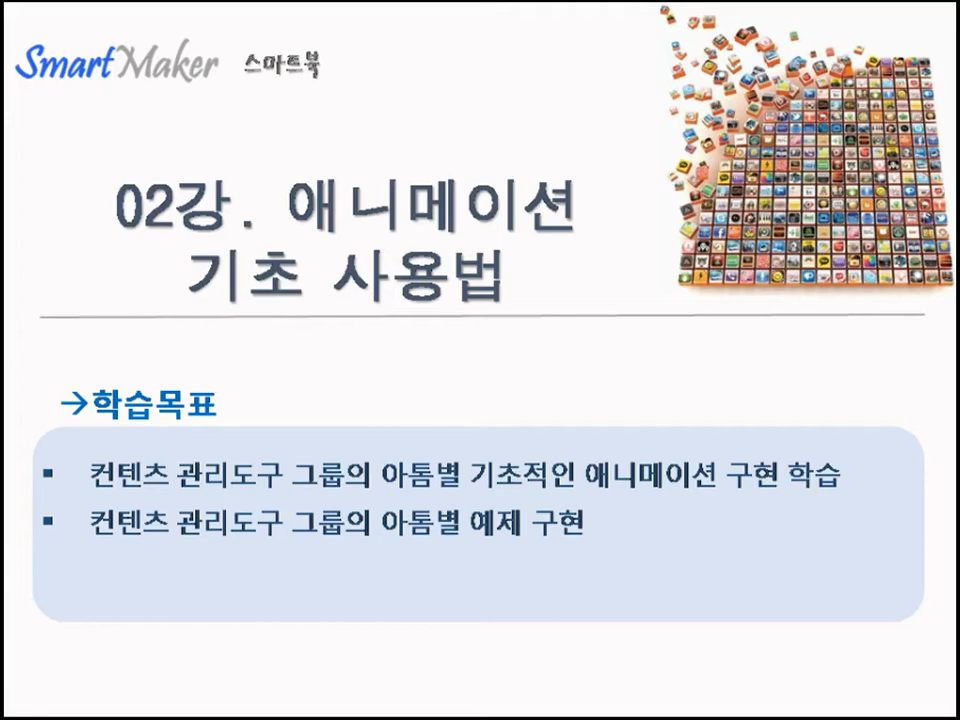 SmartMaker 스마트북
02강. 애니메이션
기초 사용법
→학습목표
▪ 컨텐츠 관리도구 그룹의 아톰별 기초적인 애니메이션 구현 학습
▪ 컨텐츠 관리도구 그룹의 아톰별 예제 구현